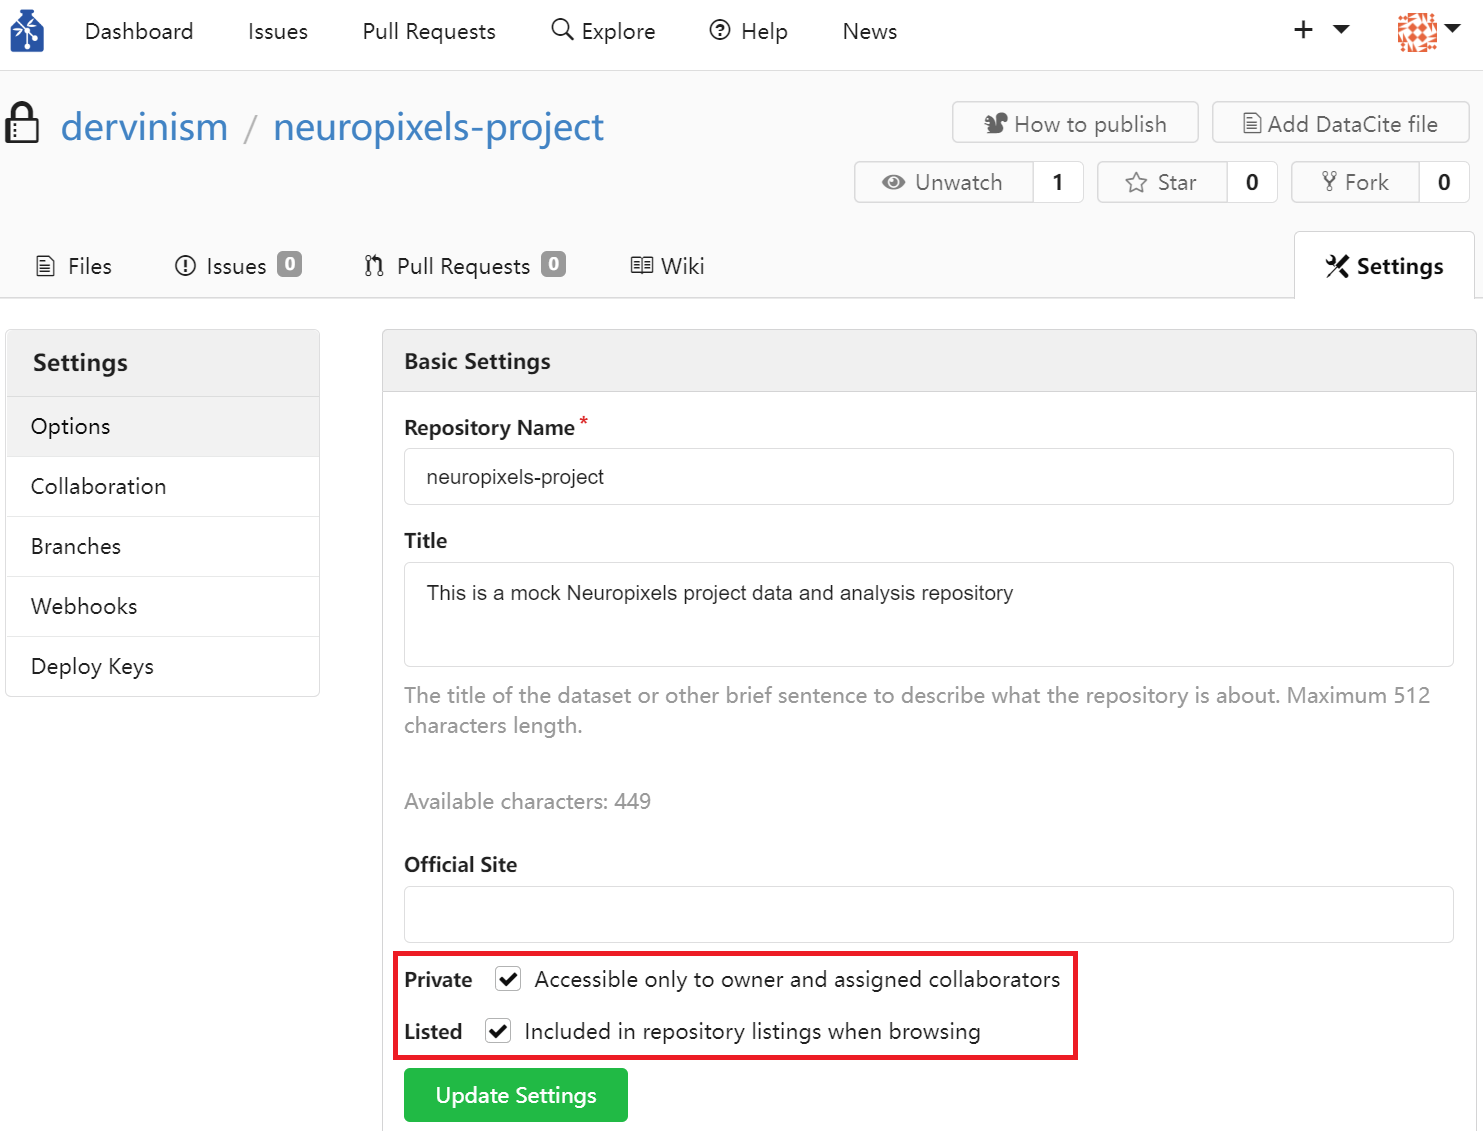 Dashboard Issues Pull Requests Explore Help News
dervinism / neuropixels-project
How to publish Add DataCite file
Unwatch 1 Star 0 Fork 0
Files Issues 0 Pull Requests 0 Wiki Settings
Settings
Options
Collaboration
Branches
Webhooks
Deploy Keys
Basic Settings
Repository Name *
neuropixels-project
Title
This is a mock Neuropixels project data and analysis repository
The title of the dataset or other brief sentence to describe what the repository is about. Maximum 512
characters length.
Available characters: 449
Official Site
Private Accessible only to owner and assigned collaborators
Listed Included in repository listings when browsing
Update Settings